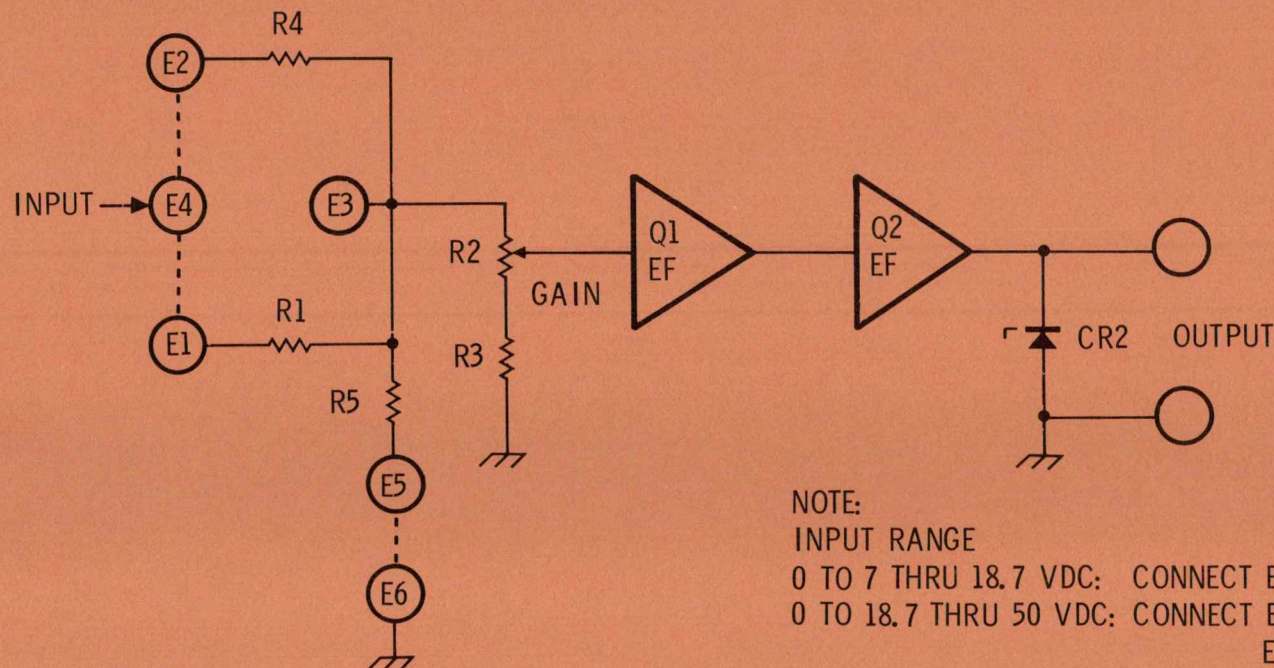 R4
E2
INPUT
E4
E3
R2
GAIN
Q1
EF
Q2
EF
R1
E1
R3
CR2
OUTPUT
R5
E5
E6
NOTE:
INPUT RANGE
0 TO 7 THRU 18.7 VDC: CONNECT E
0 TO 18.7 THRU 50 VDC: CONNECT E
E